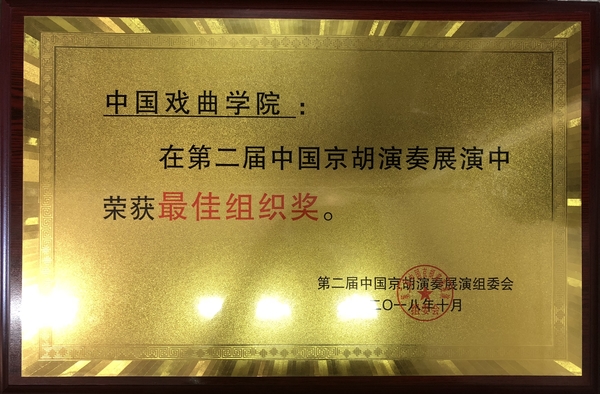 中国戏曲学院：
在第二届中国京胡演奏展演中
荣获最佳组织奖。
第二届中国京胡演奏展演组委会
二〇一八年十月